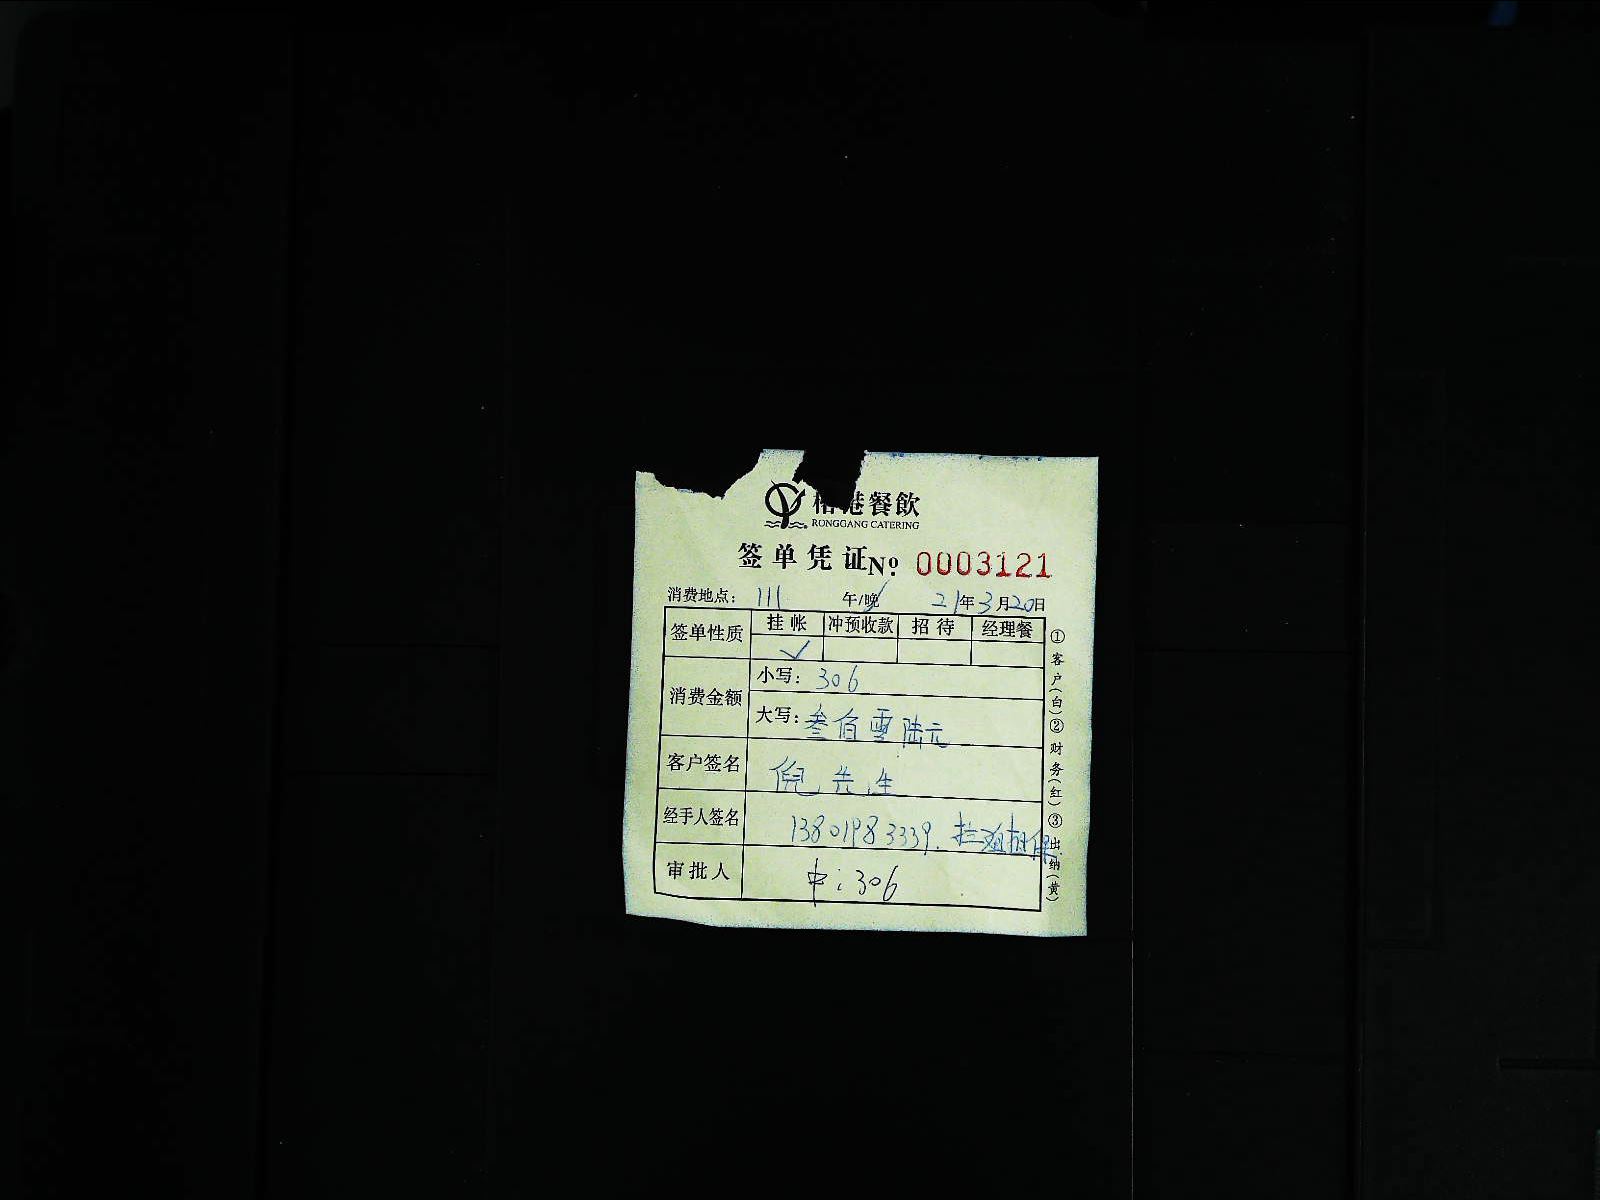 港餐飲
RONGGANG CATERING
签单凭证 Nº 0003121
消费地点: 111 午/晚 21年3月20日
签单性质 挂帐 冲预收款 招待 经理餐
✓
消费金额 小写: 306
大写: 叁佰零陆元
客户签名 倪先生
经手人签名 13801983339.
审批人 中: 306
①客户(白)②财务(红)③出纳(黄)